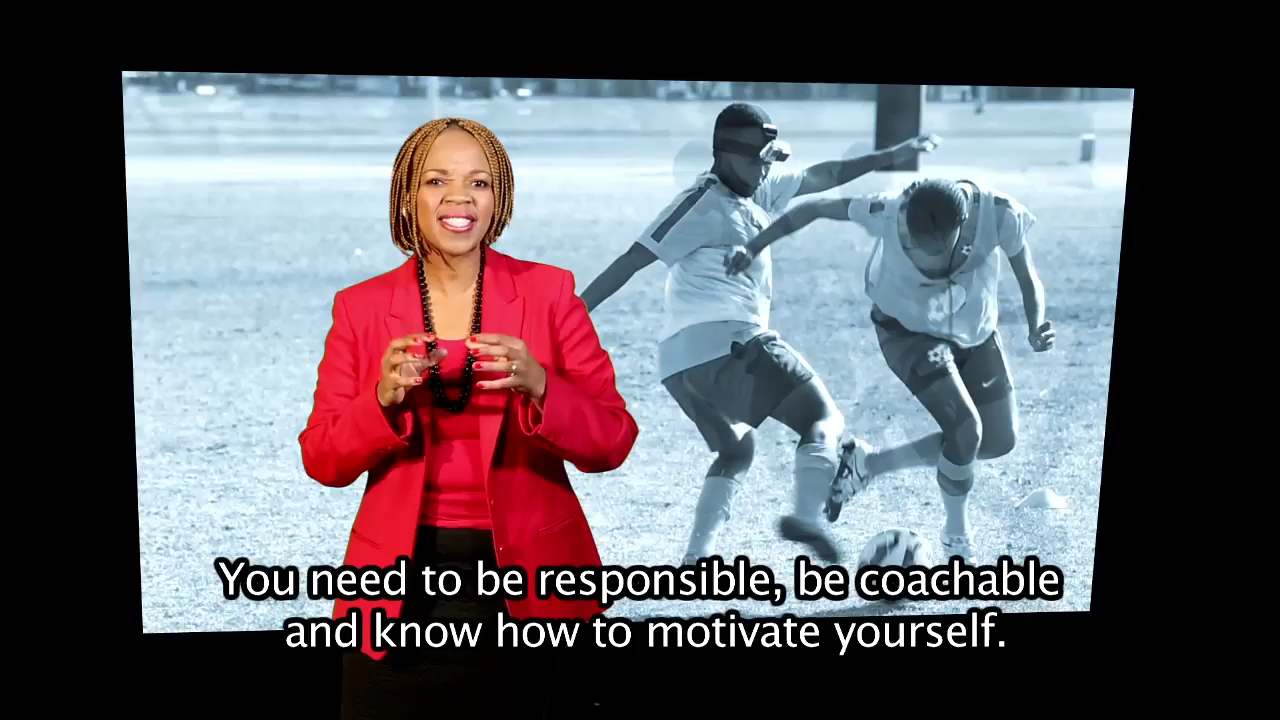 You need to be responsible, be coachable
and know how to motivate yourself.